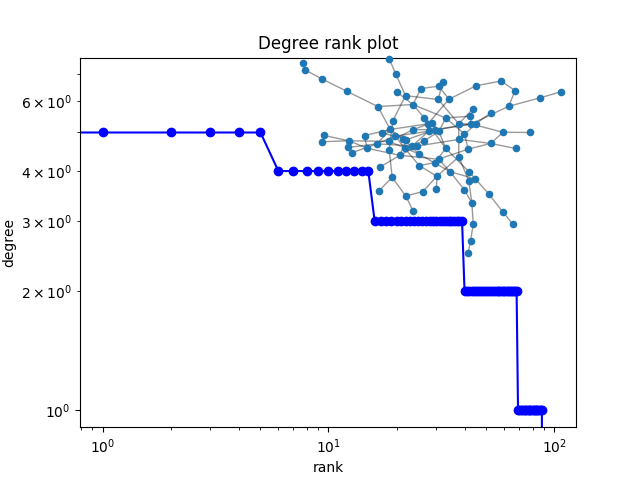 Degree rank plot
6 × 10⁰
4 × 10⁰
3 × 10⁰
2 × 10⁰
10⁰
degree
10⁰
10¹
10²
rank